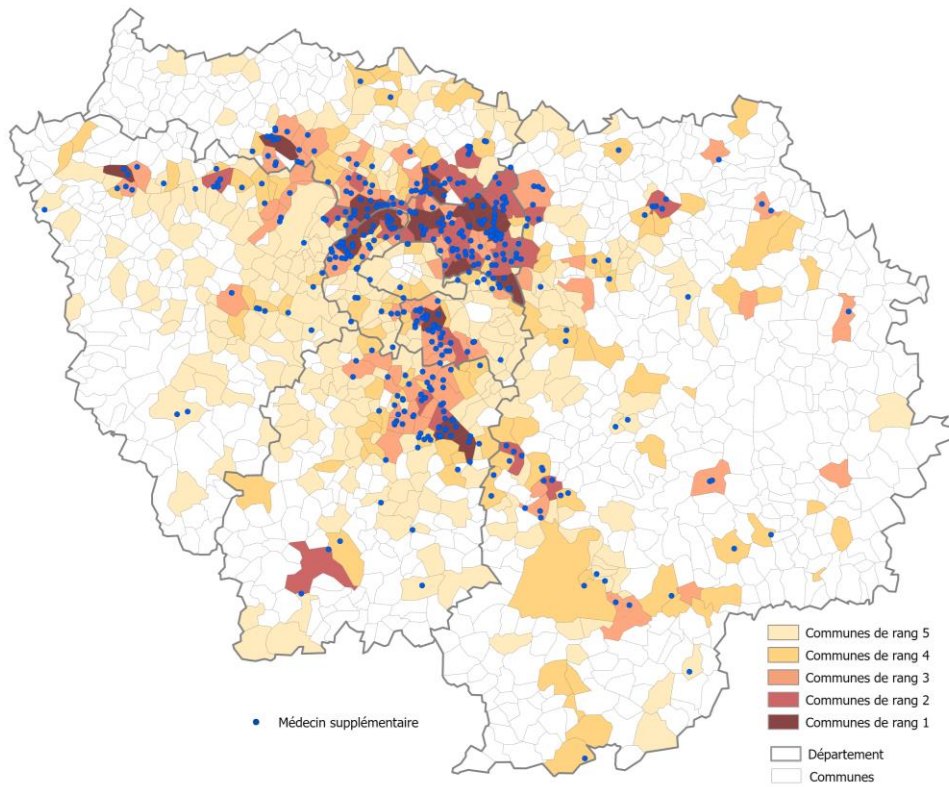 Communes de rang 5
Communes de rang 4
Communes de rang 3
Communes de rang 2
Médecin supplémentaire
Communes de rang 1
Département
Communes